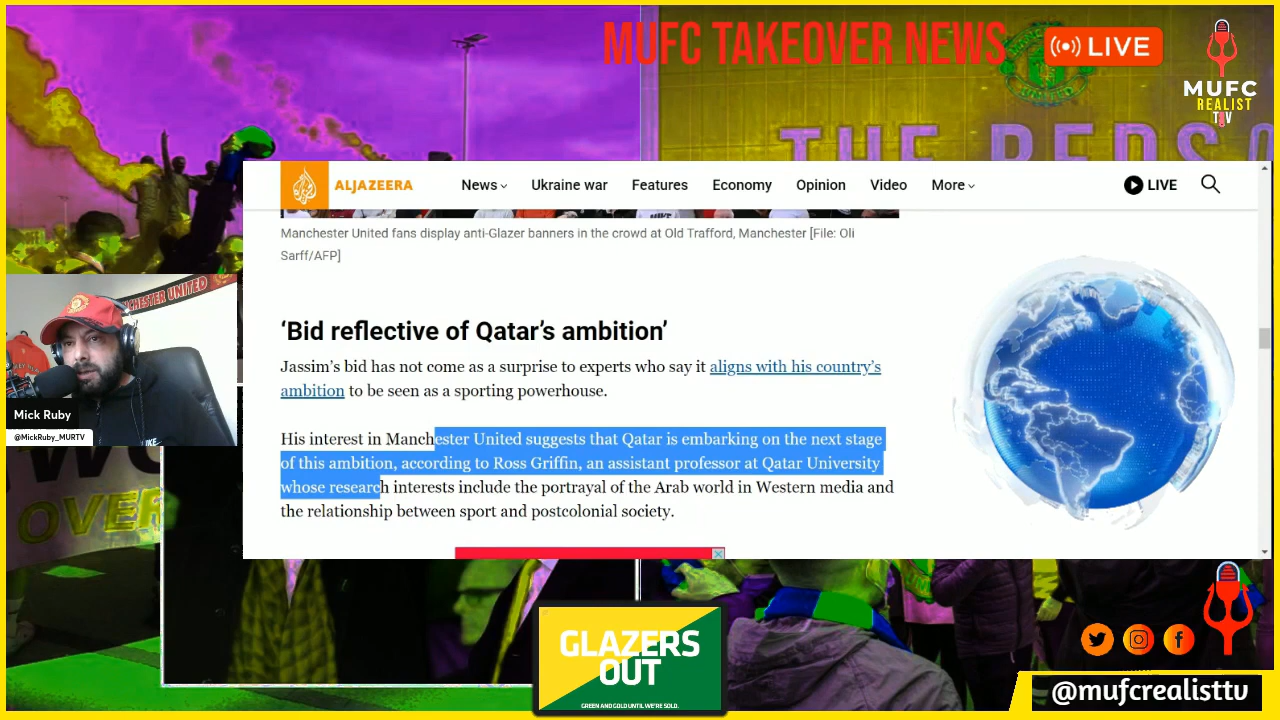 MUFC TAKEOVER NEWS
LIVE
MUFC
REALIST
TV
THE REDS
ALJAZEERA
News
Ukraine war
Features
Economy
Opinion
Video
More
LIVE
Manchester United fans display anti-Glazer banners in the crowd at Old Trafford, Manchester [File: Oli
Sarff/AFP]
‘Bid reflective of Qatar’s ambition’
Jassim’s bid has not come as a surprise to experts who say it aligns with his country’s
ambition to be seen as a sporting powerhouse.
His interest in Manchester United suggests that Qatar is embarking on the next stage
of this ambition, according to Ross Griffin, an assistant professor at Qatar University
whose research interests include the portrayal of the Arab world in Western media and
the relationship between sport and postcolonial society.
CHESTER UNITED
Mick Ruby
@MickRuby_MURTV
OVER
GLAZERS
OUT
GREEN AND GOLD UNTIL WE'RE SOLD.
@mufcrealisttv